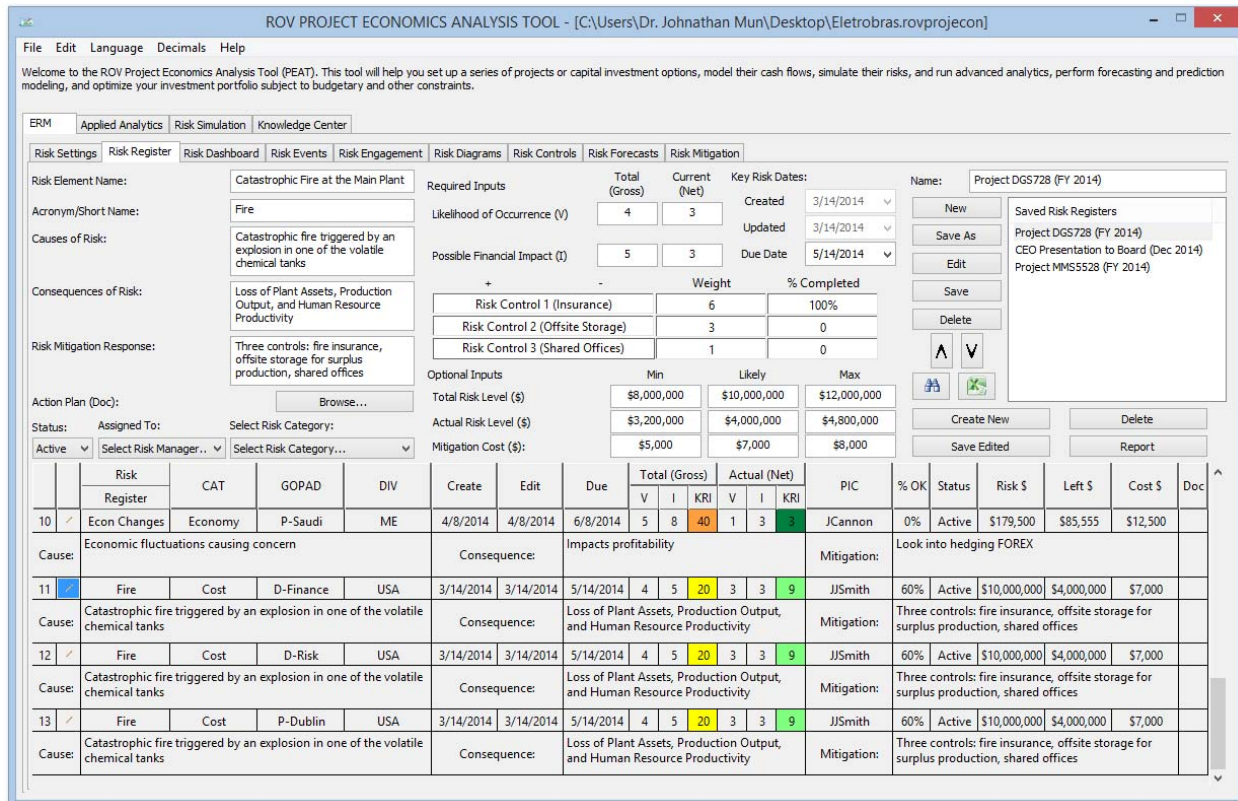 ROV PROJECT ECONOMICS ANALYSIS TOOL - [C:\Users\Dr. Johnathan Mun\Desktop\Eletrobras.rovprojecon]
File Edit Language Decimals Help
Welcome to the ROV Project Economics Analysis Tool (PEAT). This tool will help you set up a series of projects or capital investment options, model their cash flows, simulate their risks, and run advanced analytics, perform forecasting and prediction
modeling, and optimize your investment portfolio subject to budgetary and other constraints.
ERM Applied Analytics Risk Simulation Knowledge Center
Risk Settings Risk Register Risk Dashboard Risk Events Risk Engagement Risk Diagrams Risk Controls Risk Forecasts Risk Mitigation
Risk Element Name: Catastrophic Fire at the Main Plant
Acronym/Short Name: Fire
Causes of Risk: Catastrophic fire triggered by an
explosion in one of the volatile
chemical tanks
Consequences of Risk: Loss of Plant Assets, Production
Output, and Human Resource
Productivity
Risk Mitigation Response: Three controls: fire insurance,
offsite storage for surplus
production, shared offices
Action Plan (Doc): Browse...
Status: Assigned To: Select Risk Category:
Active Select Risk Manager.. Select Risk Category...
Required Inputs Total (Gross) Current (Net)
Likelihood of Occurrence (V) 4 3
Possible Financial Impact (I) 5 3
Key Risk Dates:
Created 3/14/2014
Updated 3/14/2014
Due Date 5/14/2014
+ - Weight % Completed
Risk Control 1 (Insurance) 6 100%
Risk Control 2 (Offsite Storage) 3 0
Risk Control 3 (Shared Offices) 1 0
Optional Inputs Min Likely Max
Total Risk Level ($) $8,000,000 $10,000,000 $12,000,000
Actual Risk Level ($) $3,200,000 $4,000,000 $4,800,000
Mitigation Cost ($) $5,000 $7,000 $8,000
Name: Project DGS728 (FY 2014)
New
Save As
Edit
Save
Delete
Saved Risk Registers
Project DGS728 (FY 2014)
CEO Presentation to Board (Dec 2014)
Project MMS5528 (FY 2014)
Create New Delete
Save Edited Report
Risk Register CAT GOPAD DIV Create Edit Due Total (Gross) Actual (Net) PIC % OK Status Risk $ Left $ Cost $ Doc
V I KRI V I KRI
10 Econ Changes Economy P-Saudi ME 4/8/2014 4/8/2014 6/8/2014 5 8 40 1 3 3 JCannon 0% Active $179,500 $85,555 $12,500
Cause: Economic fluctuations causing concern Consequence: Impacts profitability Mitigation: Look into hedging FOREX
11 Fire Cost D-Finance USA 3/14/2014 3/14/2014 5/14/2014 4 5 20 3 3 9 JJSmith 60% Active $10,000,000 $4,000,000 $7,000
Cause: Catastrophic fire triggered by an explosion in one of the volatile
chemical tanks
Consequence: Loss of Plant Assets, Production Output,
and Human Resource Productivity
Mitigation: Three controls: fire insurance, offsite storage for
surplus production, shared offices
12 Fire Cost D-Risk USA 3/14/2014 3/14/2014 5/14/2014 4 5 20 3 3 9 JJSmith 60% Active $10,000,000 $4,000,000 $7,000
Cause: Catastrophic fire triggered by an explosion in one of the volatile
chemical tanks
Consequence: Loss of Plant Assets, Production Output,
and Human Resource Productivity
Mitigation: Three controls: fire insurance, offsite storage for
surplus production, shared offices
13 Fire Cost P-Dublin USA 3/14/2014 3/14/2014 5/14/2014 4 5 20 3 3 9 JJSmith 60% Active $10,000,000 $4,000,000 $7,000
Cause: Catastrophic fire triggered by an explosion in one of the volatile
chemical tanks
Consequence: Loss of Plant Assets, Production Output,
and Human Resource Productivity
Mitigation: Three controls: fire insurance, offsite storage for
surplus production, shared offices